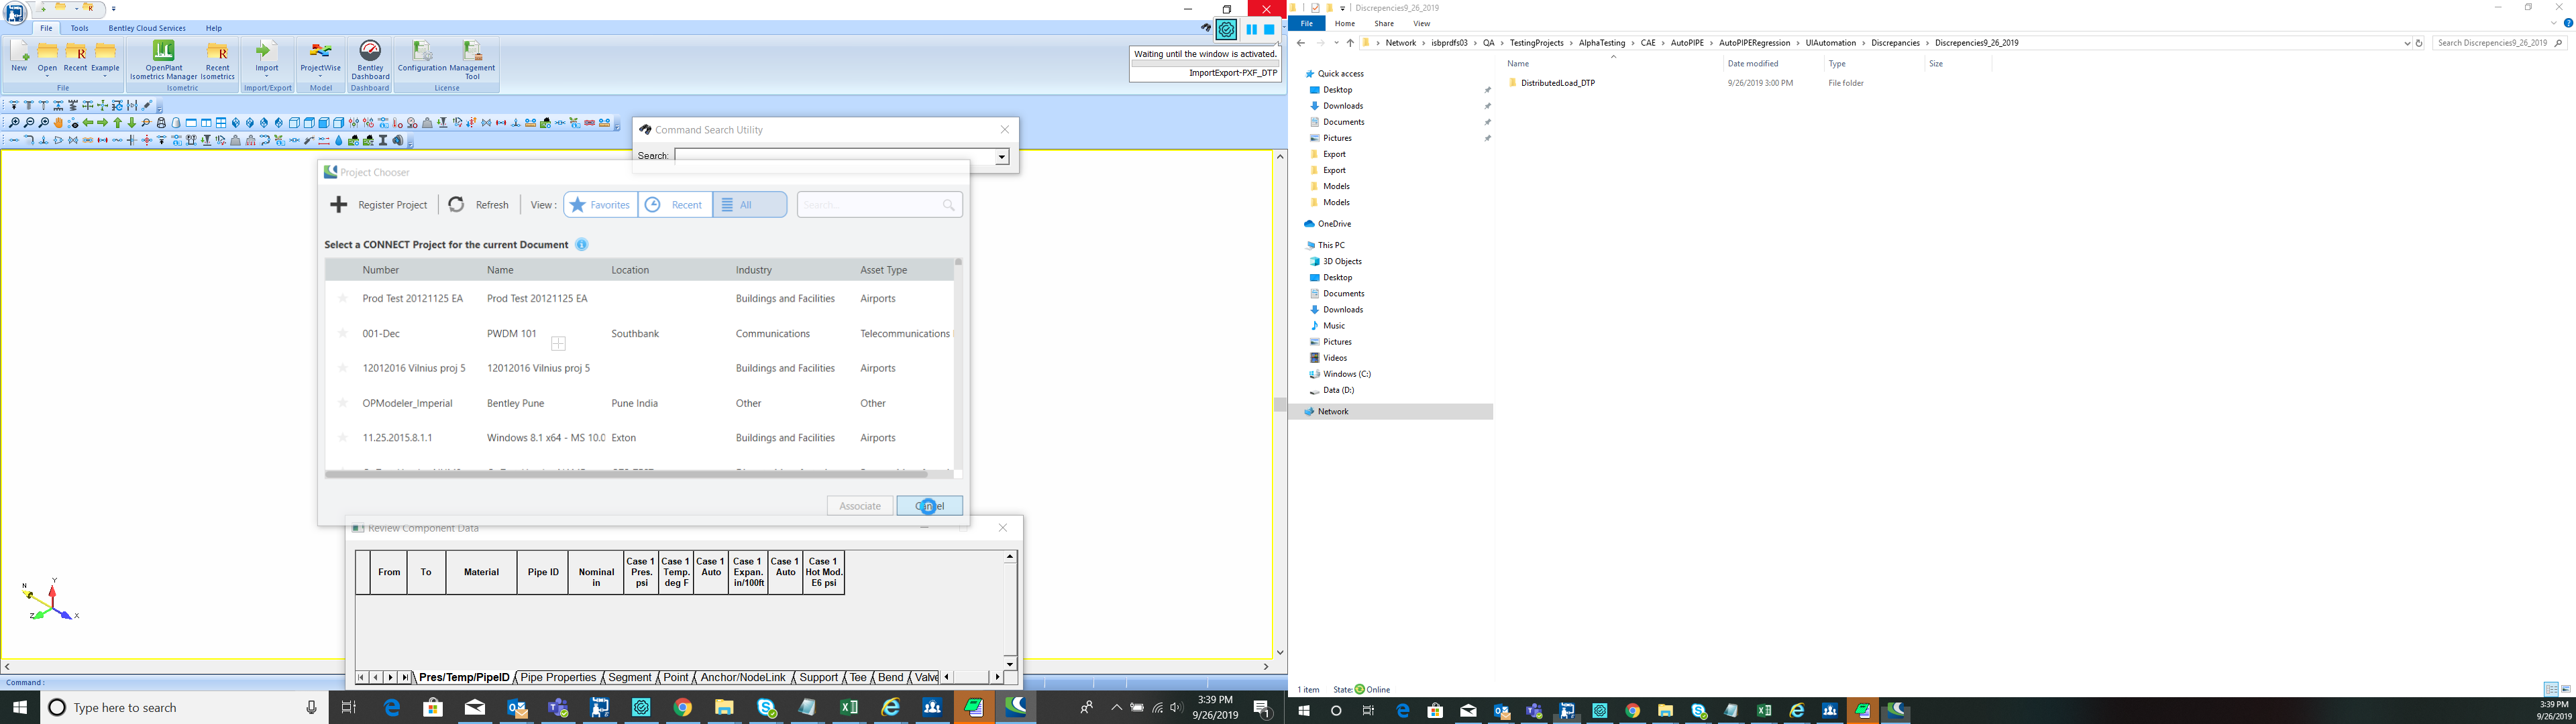 File Tools Bentley Cloud Services Help
New Open Recent Example OpenPlant Isometrics Manager Recent Isometrics Import ProjectWise Bentley Dashboard Configuration Management Tool
File Isometric Import/Export Model Dashboard License
Waiting until the window is activated.
ImportExport-PXF_DTP
Command Search Utility
Search:
Project Chooser
Register Project Refresh View : Favorites Recent All Search...
Select a CONNECT Project for the current Document
Number Name Location Industry Asset Type
Prod Test 20121125 EA Prod Test 20121125 EA Buildings and Facilities Airports
001-Dec PWDM 101 Southbank Communications Telecommunications
12012016 Vilnius proj 5 12012016 Vilnius proj 5 Buildings and Facilities Airports
OPModeler_Imperial Bentley Pune Pune India Other Other
11.25.2015.8.1.1 Windows 8.1 x64 - MS 10.0 Exton Buildings and Facilities Airports
Associate Cancel
Review Component Data
From To Material Pipe ID Nominal in Case 1 Pres. psi Case 1 Temp. deg F Case 1 Auto Case 1 Expan. in/100ft Case 1 Auto Case 1 Hot Mod. E6 psi
N Y Z X
Pres/Temp/PipeID Pipe Properties Segment Point Anchor/NodeLink Support Tee Bend Valve
Command :
Type here to search
3:39 PM
9/26/2019
1
Discrepencies9_26_2019
File Home Share View
Network isbprdfs03 QA TestingProjects AlphaTesting CAE AutoPIPE AutoPIPERegression UIAutomation Discrepancies Discrepencies9_26_2019
Search Discrepencies9_26_2019
Name Date modified Type Size
DistributedLoad_DTP 9/26/2019 3:00 PM File folder
Quick access
Desktop
Downloads
Documents
Pictures
Export
Export
Models
Models
OneDrive
This PC
3D Objects
Desktop
Documents
Downloads
Music
Pictures
Videos
Windows (C:)
Data (D:)
Network
1 item State: Online
3:39 PM
9/26/2019